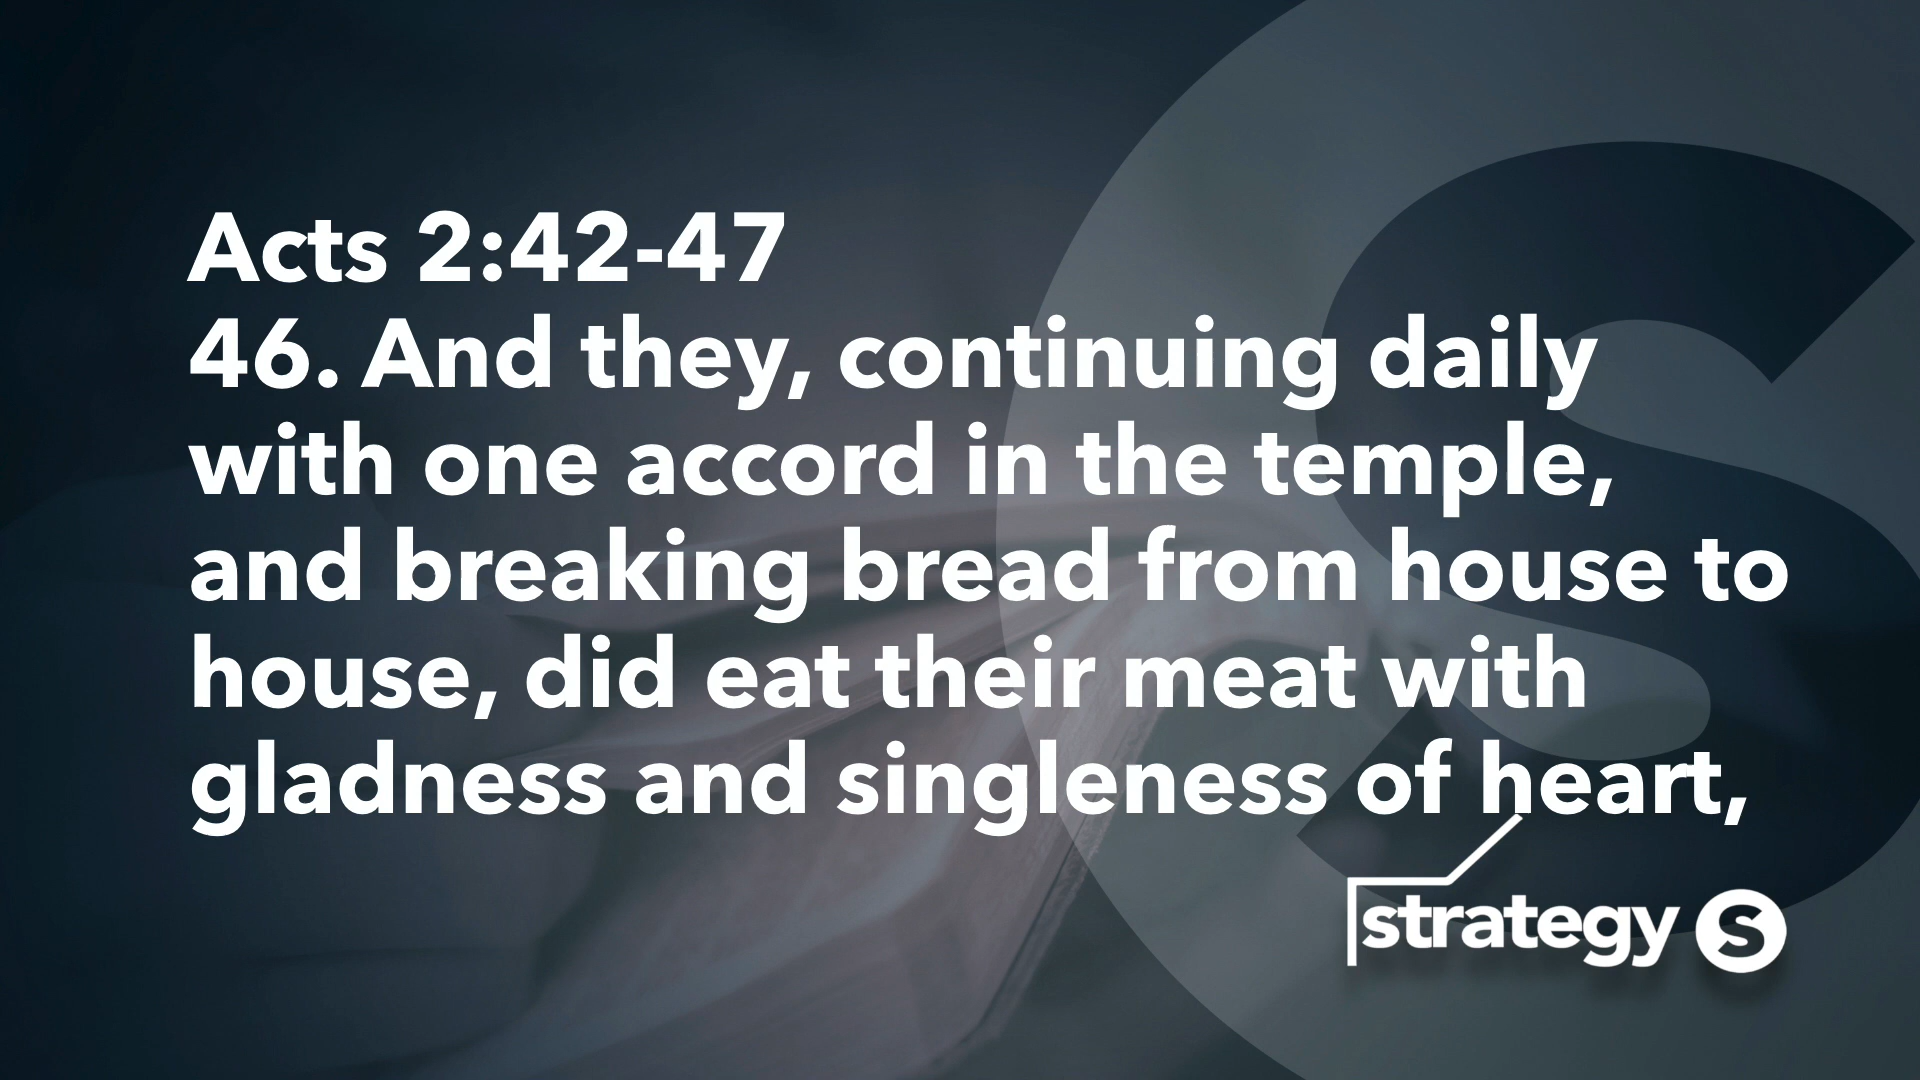 Acts 2:42-47
46. And they, continuing daily
with one accord in the temple,
and breaking bread from house to
house, did eat their meat with
gladness and singleness of heart,
strategy S